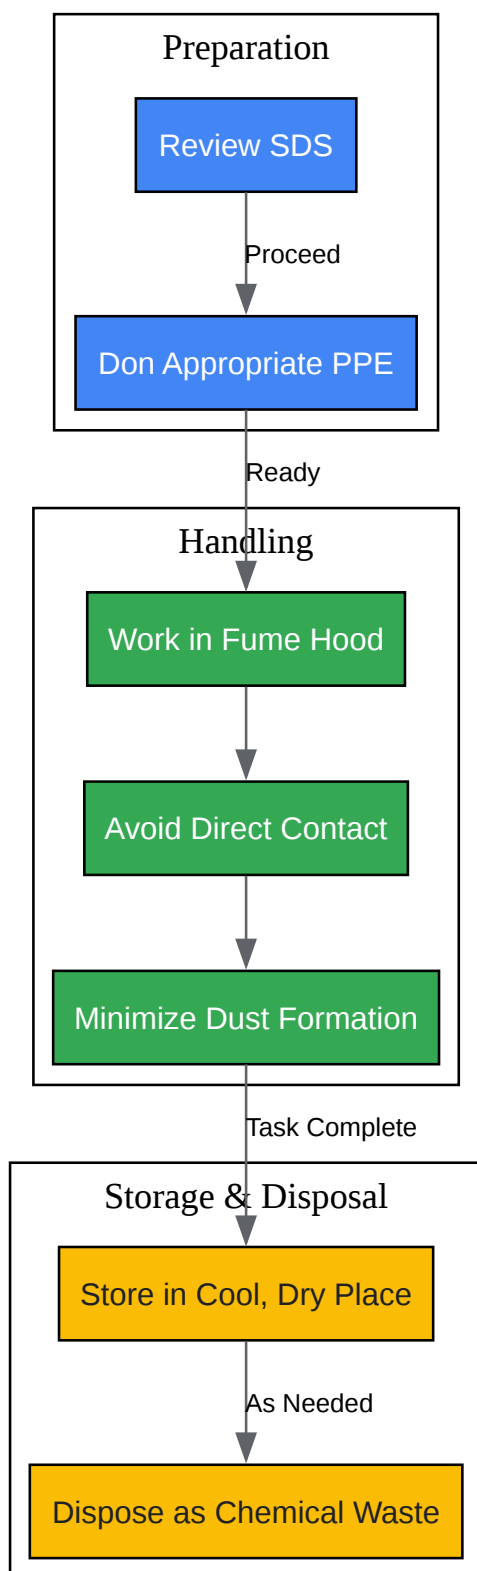 Preparation
Review SDS
Proceed
Don Appropriate PPE
Ready
Handling
Work in Fume Hood
Avoid Direct Contact
Minimize Dust Formation
Task Complete
Storage & Disposal
Store in Cool, Dry Place
As Needed
Dispose as Chemical Waste